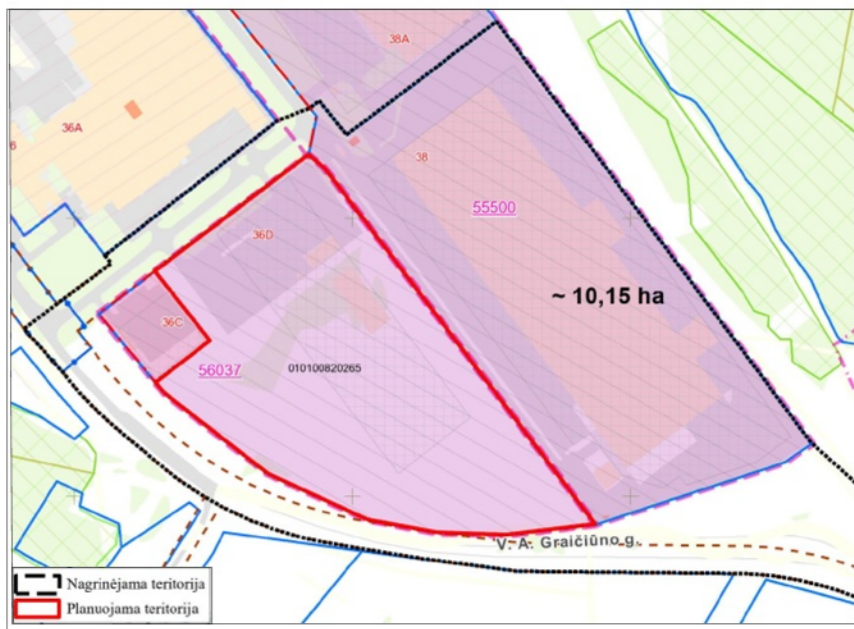 38A
36A
38
55500
36D
~ 10,15 ha
36C
56037
010100820265
V. A. Graičiūno g.
Nagrinėjama teritorija
Planuojama teritorija